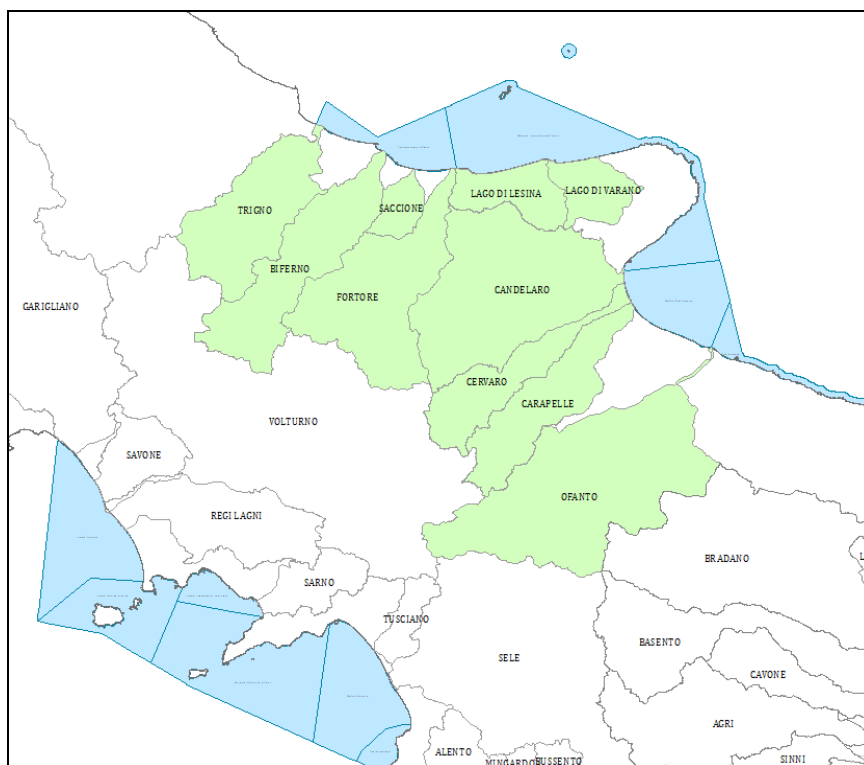 LAGO DI LESINA
LAGO DI VARANO
TRIGNO
SACCIONE
BIFERNO
CANDELARO
GARIGLIANO
FORTORE
CERVARO
CARAPELLE
VOLTURNO
SAVONE
OFANTO
REGI LAGNI
BRADANO
SARNO
TUSCIANO
BASENTO
SELE
CAVONE
AGRI
ALENTO
SINNI
MINGARDO
BUSSENTO